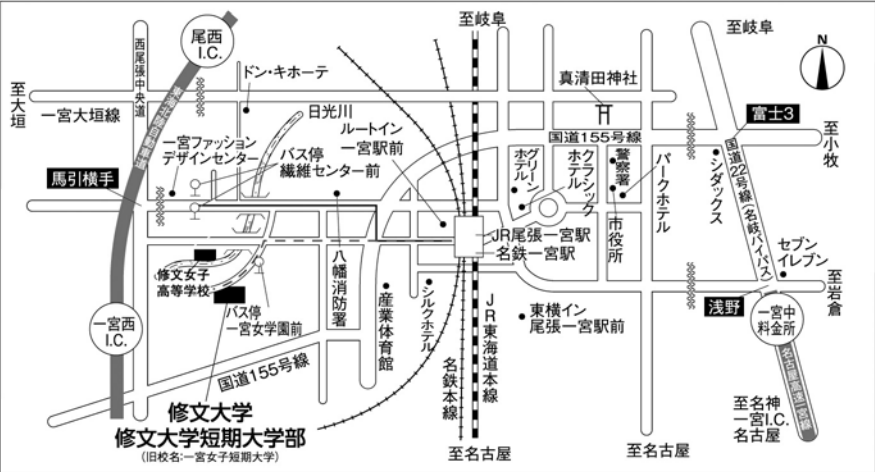 至岐阜
至岐阜
尾西
I.C.
N
西尾張中央道
東海北陸自動車道
ドン・キホーテ
真清田神社
至大垣
一宮大垣線
日光川
富士3
至小牧
ルートイン
一宮駅前
国道155号線
一宮ファッション
デザインセンター
バス停
繊維センター前
グリーンホテル
クラシックホテル
警察署
パークホテル
シダックス
国道22号線(名岐バイパス)
馬引横手
市役所
JR尾張一宮駅
名鉄一宮駅
セブン
イレブン
修文女子
高等学校
八幡消防署
バス停
一宮女学園前
産業体育館
シルクホテル
JR東海道本線
東横イン
尾張一宮駅前
浅野
至岩倉
一宮中
料金所
一宮西
I.C.
国道155号線
名鉄本線
名古屋高速一宮線
修文大学
修文大学短期大学部
(旧校名:一宮女子短期大学)
至名神
一宮I.C.
名古屋
至名古屋
至名古屋